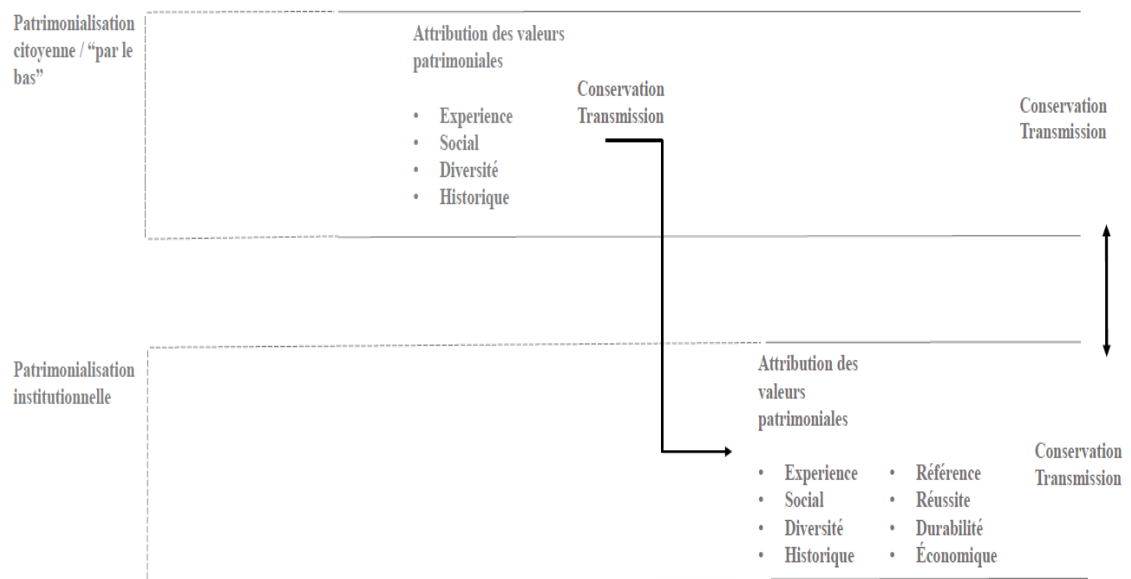 Patrimonialisation
citoyenne / “par le
bas”
Attribution des valeurs
patrimoniales
• Experience
• Social
• Diversité
• Historique
Conservation
Transmission
Conservation
Transmission
Patrimonialisation
institutionnelle
Attribution des
valeurs
patrimoniales
• Experience
• Social
• Diversité
• Historique
• Référence
• Réussite
• Durabilité
• Économique
Conservation
Transmission